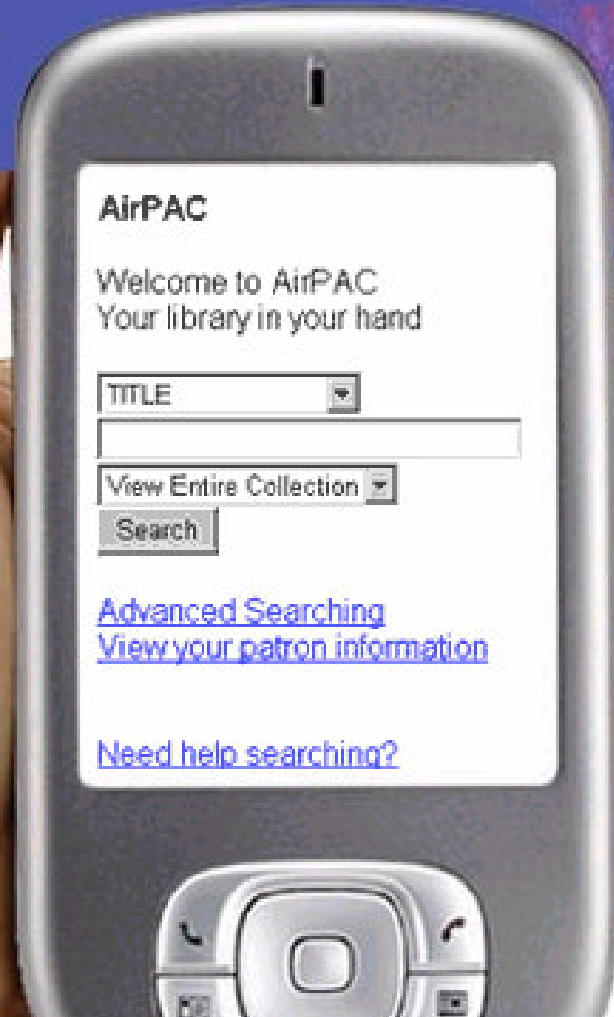 AirPAC
Welcome to AirPAC
Your library in your hand
TITLE
View Entire Collection
Search
Advanced Searching
View your patron information
Need help searching?